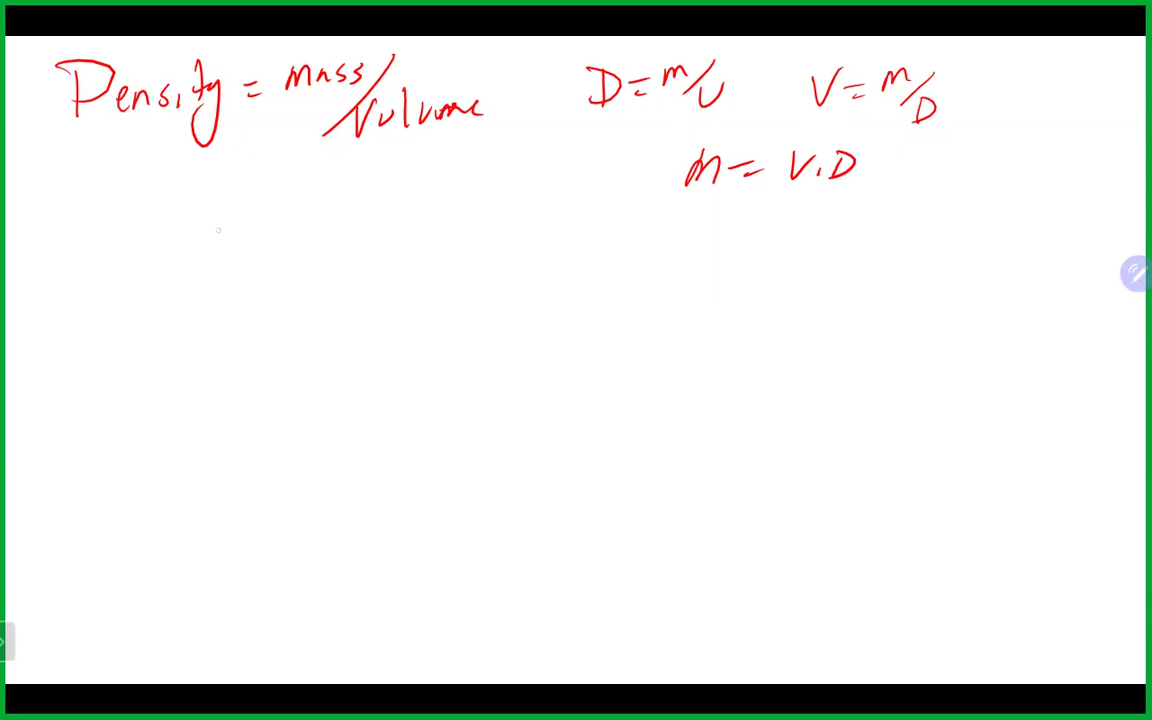 Density = mass/Volume D = m/V V = m/D
m = V.D